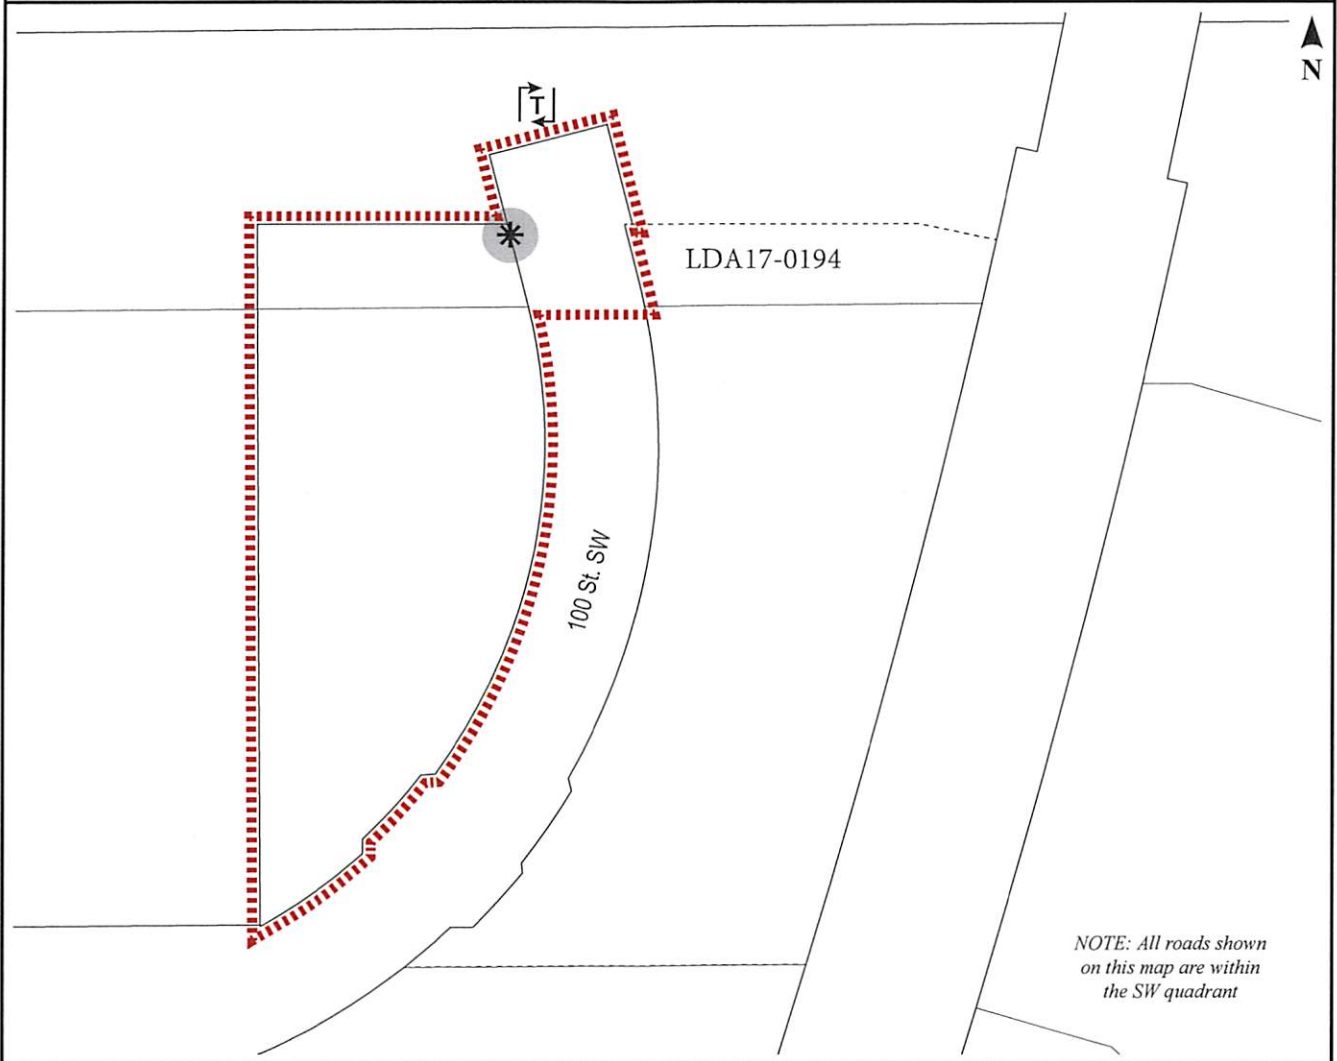 N
T
LDA17-0194
100 St. SW
NOTE: All roads shown
on this map are within
the SW quadrant